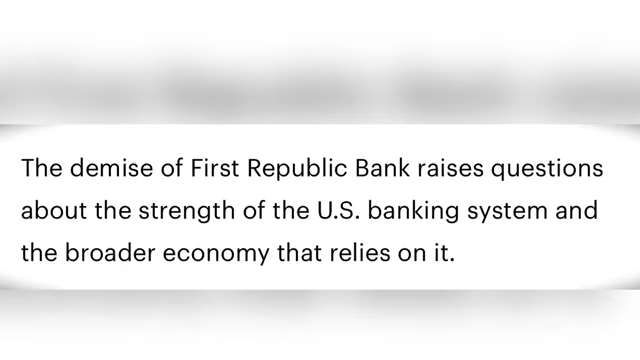 The demise of First Republic Bank raises questions
about the strength of the U.S. banking system and
the broader economy that relies on it.